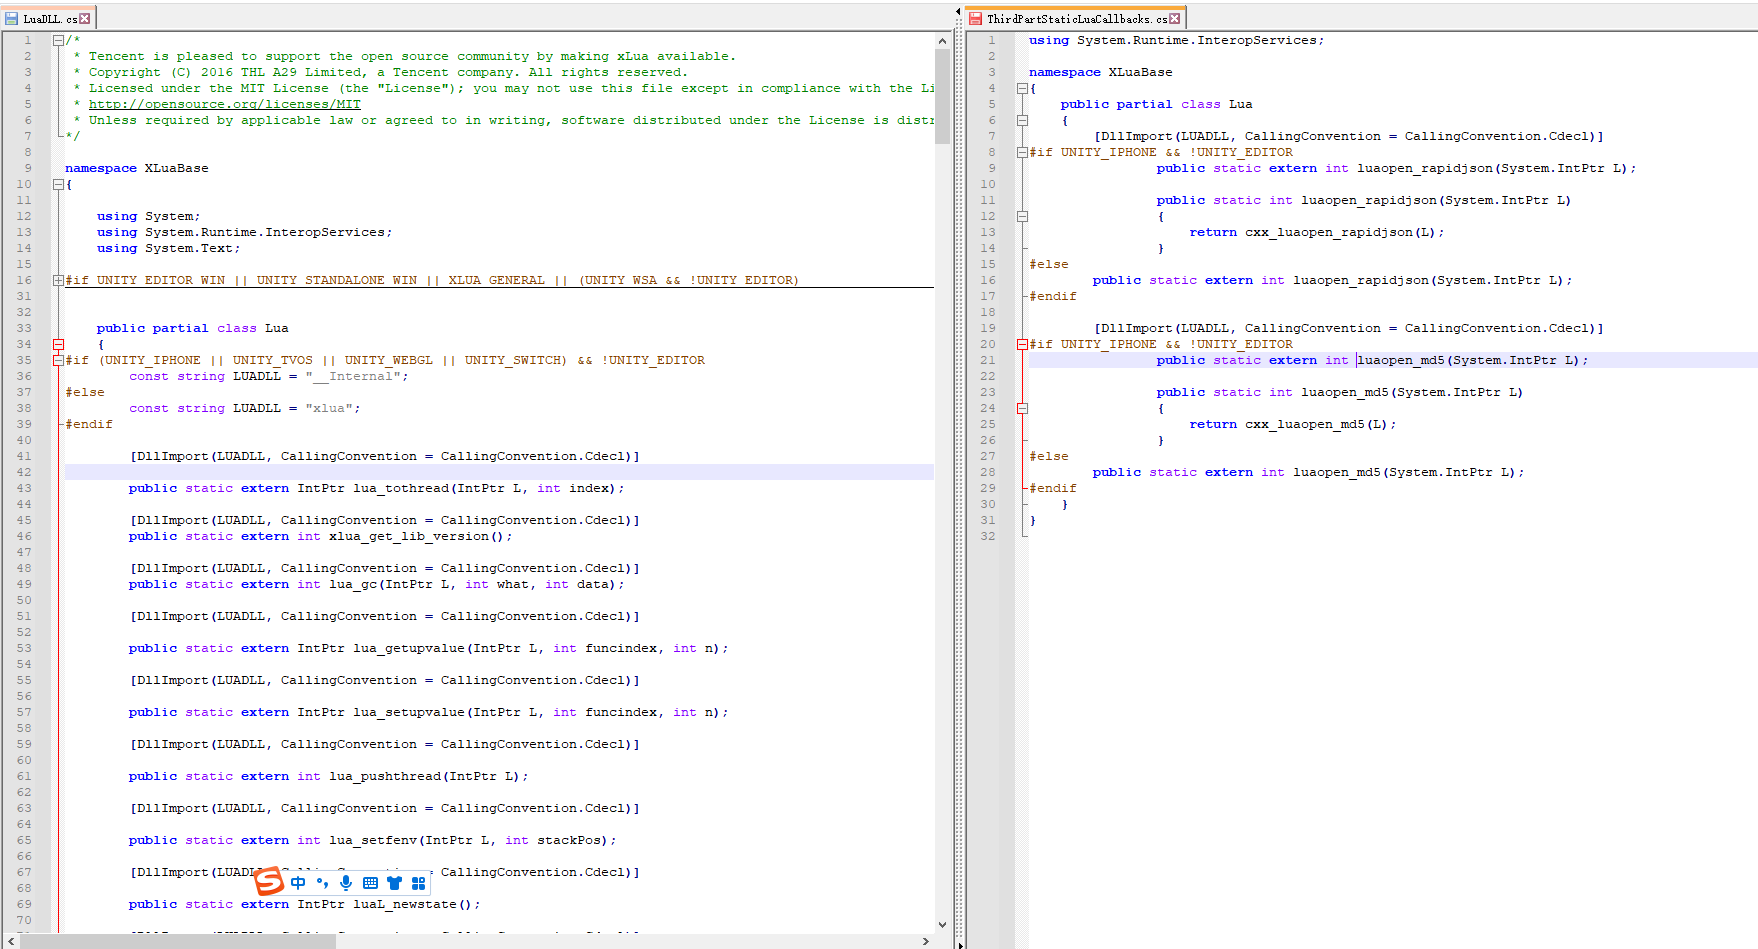 LuaDLL.cs
1 /*
2 * Tencent is pleased to support the open source community by making xLua available.
3 * Copyright (C) 2016 THL A29 Limited, a Tencent company. All rights reserved.
4 * Licensed under the MIT License (the "License"); you may not use this file except in compliance with the Li
5 * http://opensource.org/licenses/MIT
6 * Unless required by applicable law or agreed to in writing, software distributed under the License is distr
7 */
8
9 namespace XLuaBase
10 {
11
12 using System;
13 using System.Runtime.InteropServices;
14 using System.Text;
15
16 #if UNITY_EDITOR_WIN || UNITY_STANDALONE_WIN || XLUA_GENERAL || (UNITY_WSA && !UNITY_EDITOR)
31
32
33 public partial class Lua
34 {
35 #if (UNITY_IPHONE || UNITY_TVOS || UNITY_WEBGL || UNITY_SWITCH) && !UNITY_EDITOR
36 const string LUADLL = "__Internal";
37 #else
38 const string LUADLL = "xlua";
39 #endif
40
41 [DllImport(LUADLL, CallingConvention = CallingConvention.Cdecl)]
42
43 public static extern IntPtr lua_tothread(IntPtr L, int index);
44
45 [DllImport(LUADLL, CallingConvention = CallingConvention.Cdecl)]
46 public static extern int xlua_get_lib_version();
47
48 [DllImport(LUADLL, CallingConvention = CallingConvention.Cdecl)]
49 public static extern int lua_gc(IntPtr L, int what, int data);
50
51 [DllImport(LUADLL, CallingConvention = CallingConvention.Cdecl)]
52
53 public static extern IntPtr lua_getupvalue(IntPtr L, int funcindex, int n);
54
55 [DllImport(LUADLL, CallingConvention = CallingConvention.Cdecl)]
56
57 public static extern IntPtr lua_setupvalue(IntPtr L, int funcindex, int n);
58
59 [DllImport(LUADLL, CallingConvention = CallingConvention.Cdecl)]
60
61 public static extern int lua_pushthread(IntPtr L);
62
63 [DllImport(LUADLL, CallingConvention = CallingConvention.Cdecl)]
64
65 public static extern int lua_setfenv(IntPtr L, int stackPos);
66
67 [DllImport(LUADLL, CallingConvention = CallingConvention.Cdecl)]
68
69 public static extern IntPtr luaL_newstate();
70
中
ThirdPartStaticLuaCallbacks.cs
1 using System.Runtime.InteropServices;
2
3 namespace XLuaBase
4 {
5 public partial class Lua
6 {
7 [DllImport(LUADLL, CallingConvention = CallingConvention.Cdecl)]
8 #if UNITY_IPHONE && !UNITY_EDITOR
9 public static extern int luaopen_rapidjson(System.IntPtr L);
10
11 public static int luaopen_rapidjson(System.IntPtr L)
12 {
13 return cxx_luaopen_rapidjson(L);
14 }
15 #else
16 public static extern int luaopen_rapidjson(System.IntPtr L);
17 #endif
18
19 [DllImport(LUADLL, CallingConvention = CallingConvention.Cdecl)]
20 #if UNITY_IPHONE && !UNITY_EDITOR
21 public static extern int luaopen_md5(System.IntPtr L);
22
23 public static int luaopen_md5(System.IntPtr L)
24 {
25 return cxx_luaopen_md5(L);
26 }
27 #else
28 public static extern int luaopen_md5(System.IntPtr L);
29 #endif
30 }
31 }
32